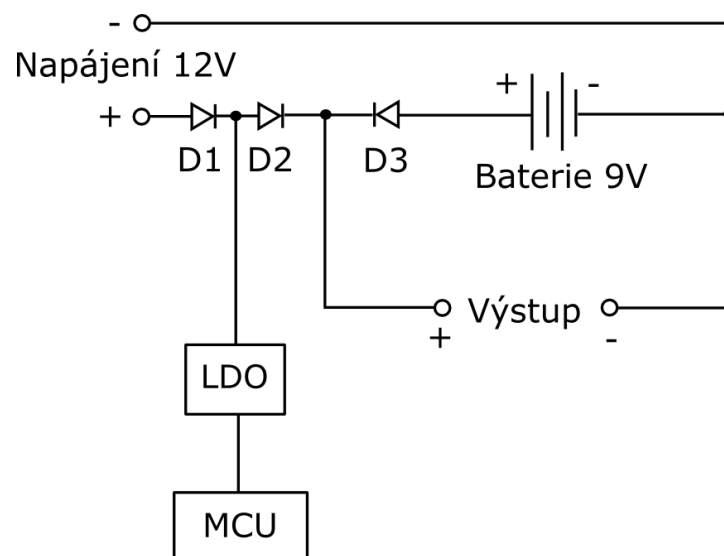 -
Napájení 12V
+
D1 D2 D3
+ -
Baterie 9V
Výstup
+ -
LDO
MCU